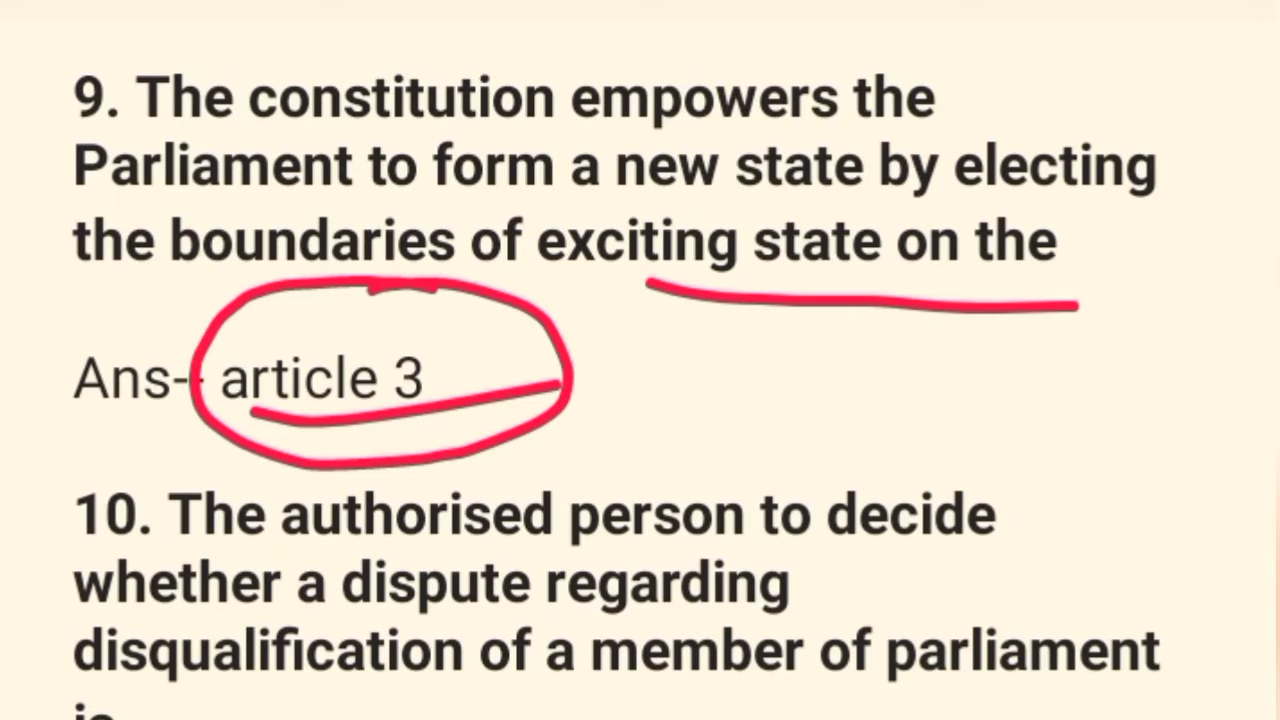 9. The constitution empowers the
Parliament to form a new state by electing
the boundaries of exciting state on the
Ans-- article 3
10. The authorised person to decide
whether a dispute regarding
disqualification of a member of parliament
is